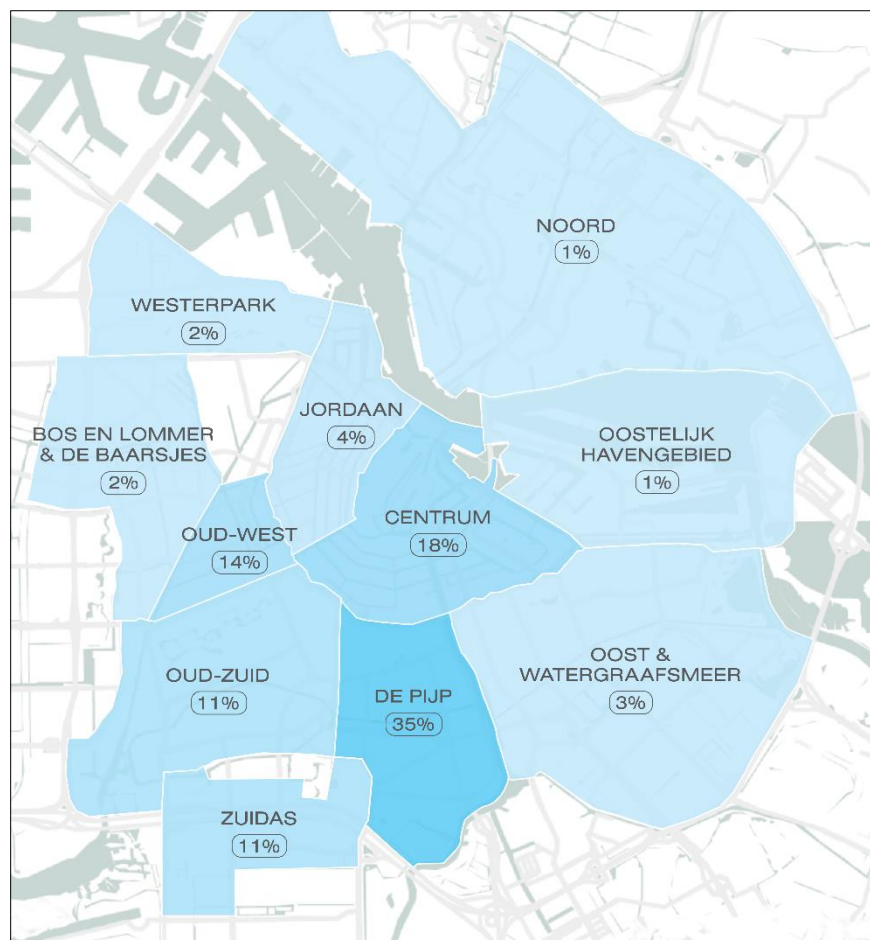 NOORD
1%
WESTERPARK
2%
JORDAAN
4%
BOS EN LOMMER
& DE BAARSJES
2%
OOSTELIJK
HAVENGEBIED
1%
CENTRUM
18%
OUD-WEST
14%
OUD-ZUID
11%
DE PIJP
35%
OOST &
WATERGRAAFSMEER
3%
ZUIDAS
11%